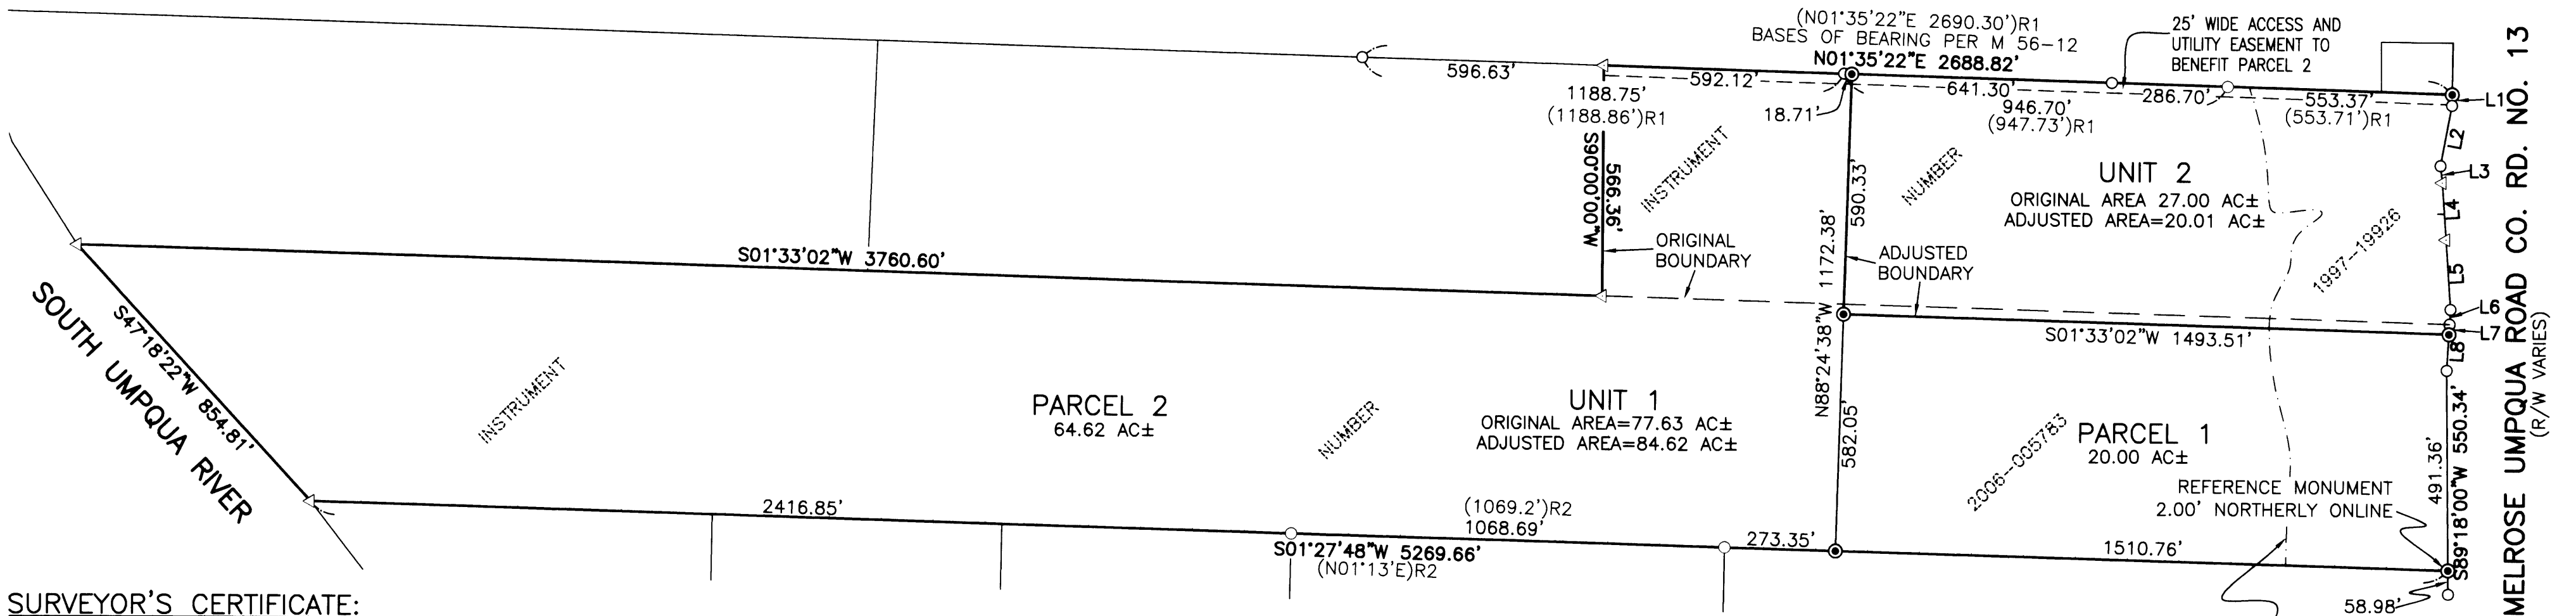 (N01°35'22"E 2690.30')R1
BASES OF BEARING PER M 56-12
N01°35'22"E 2688.82'
25' WIDE ACCESS AND
UTILITY EASEMENT TO
BENEFIT PARCEL 2
596.63'
592.12'
1188.75'
(1188.86')R1
18.71'
641.30'
946.70'
(947.73')R1
286.70'
553.37'
(553.71')R1
L1
L2
L3
L4
L5
L6
L7
L8
566.36'
S90°00'00"W
INSTRUMENT
NUMBER
1997-19926
590.33'
UNIT 2
ORIGINAL AREA 27.00 AC±
ADJUSTED AREA=20.01 AC±
ORIGINAL
BOUNDARY
ADJUSTED
BOUNDARY
N88°24'38"W 1172.38'
S01°33'02"W 3760.60'
S01°33'02"W 1493.51'
S47°18'22"W 854.81'
SOUTH UMPQUA RIVER
INSTRUMENT
NUMBER
2006-005783
PARCEL 2
64.62 AC±
UNIT 1
ORIGINAL AREA=77.63 AC±
ADJUSTED AREA=84.62 AC±
582.05'
PARCEL 1
20.00 AC±
REFERENCE MONUMENT
2.00' NORTHERLY ONLINE
491.36'
S89°18'00"W 550.34'
MELROSE UMPQUA ROAD CO. RD. NO. 13
(R/W VARIES)
2416.85'
(1069.2')R2
1068.69'
273.35'
1510.76'
S01°27'48"W 5269.66'
(N01°13'E)R2
58.98'
SURVEYOR'S CERTIFICATE: